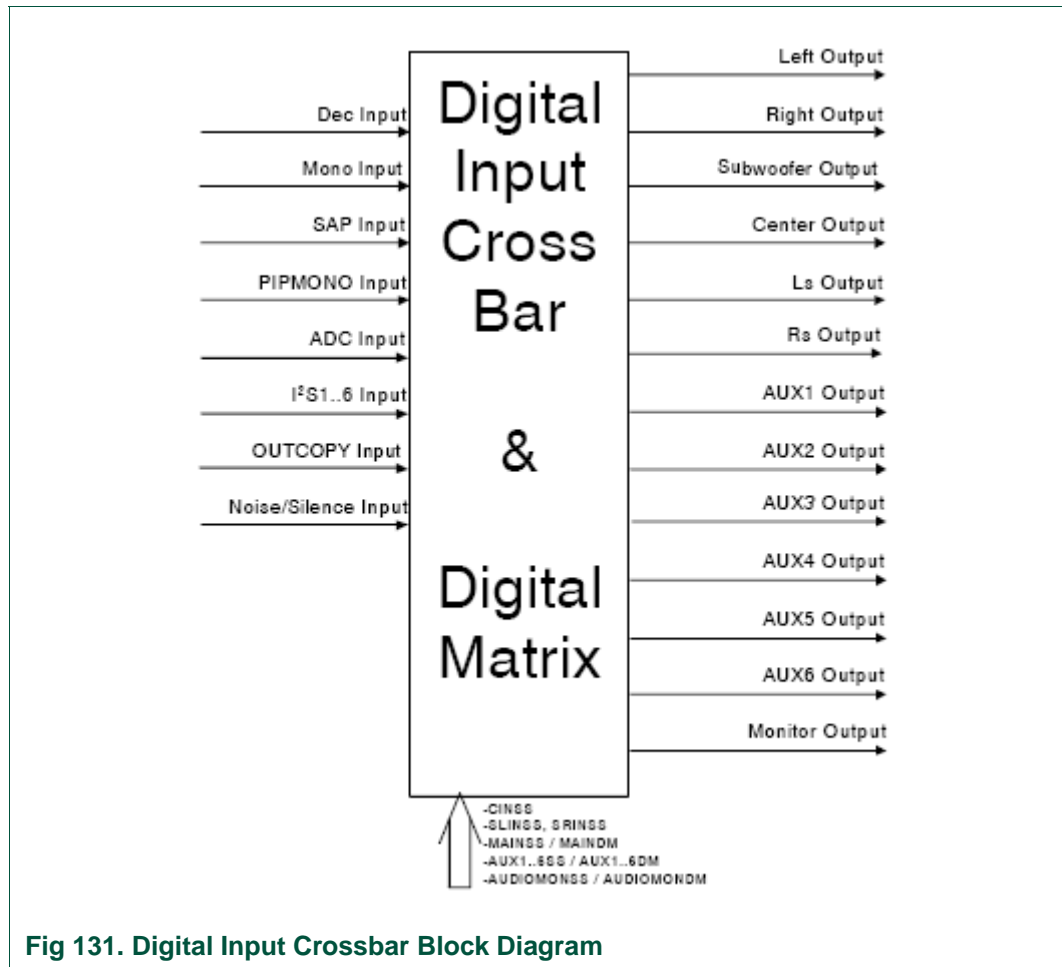 Dec Input
Mono Input
SAP Input
PIPMONO Input
ADC Input
I²S1..6 Input
OUTCOPY Input
Noise/Silence Input
Digital
Input
Cross
Bar
&
Digital
Matrix
Left Output
Right Output
Subwoofer Output
Center Output
Ls Output
Rs Output
AUX1 Output
AUX2 Output
AUX3 Output
AUX4 Output
AUX5 Output
AUX6 Output
Monitor Output
-CINSS
-SLINSS, SRINSS
-MAINSS / MAINDM
-AUX1..6SS / AUX1..6DM
-AUDIOMONSS / AUDIOMONDM
Fig 131. Digital Input Crossbar Block Diagram